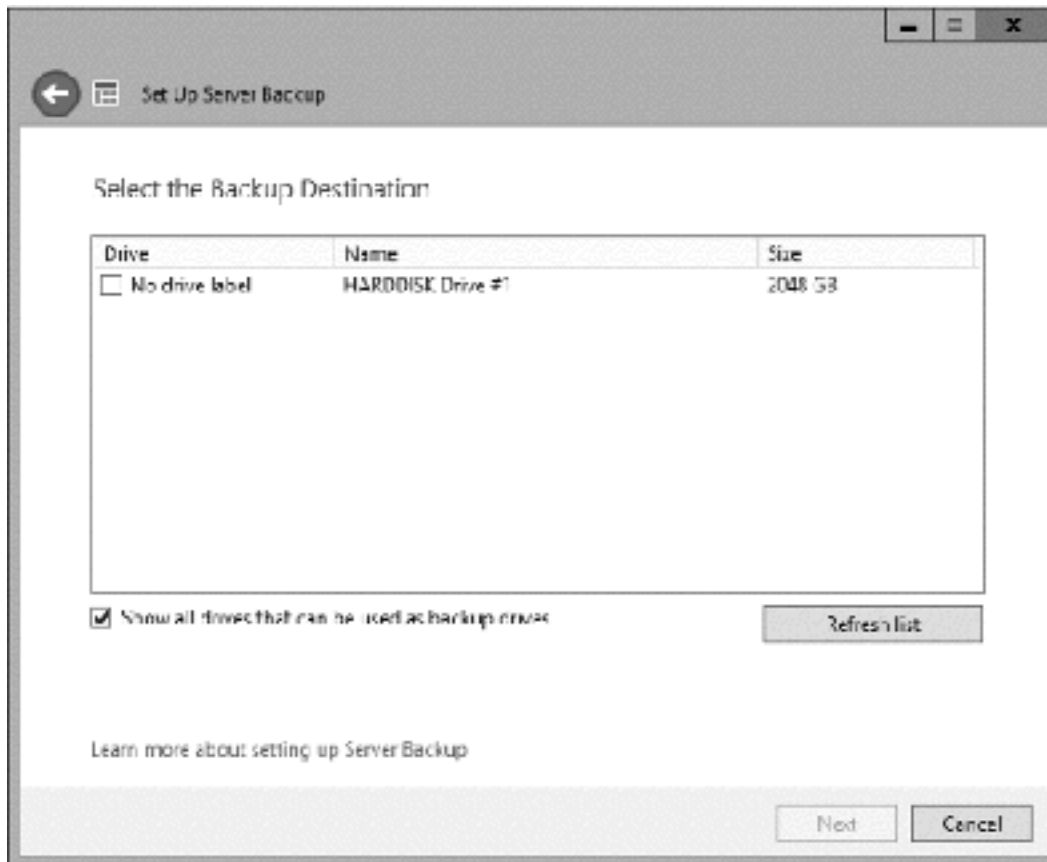 Set Up Server Backup
Select the Backup Destination
Drive Name Size
No drive label HARDDISK Drive #1 2048 GB
Show all drives that can be used as backup drives
Refresh list
Learn more about setting up Server Backup
Next Cancel